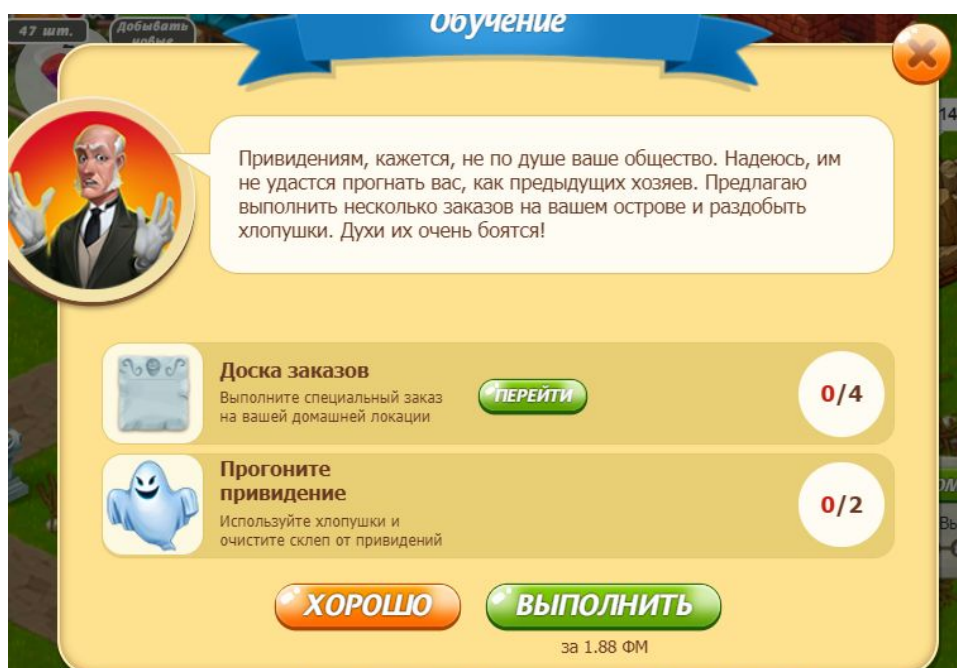 47 шт.
Добывать
новые
Обучение
14
Привидениям, кажется, не по душе ваше общество. Надеюсь, им
не удастся прогнать вас, как предыдущих хозяев. Предлагаю
выполнить несколько заказов на вашем острове и раздобыть
хлопушки. Духи их очень боятся!
Доска заказов
Выполните специальный заказ
на вашей домашней локации
ПЕРЕЙТИ
0/4
Прогоните
привидение
Используйте хлопушки и
очистите склеп от привидений
0/2
ХОРОШО
ВЫПОЛНИТЬ
за 1.88 ФМ